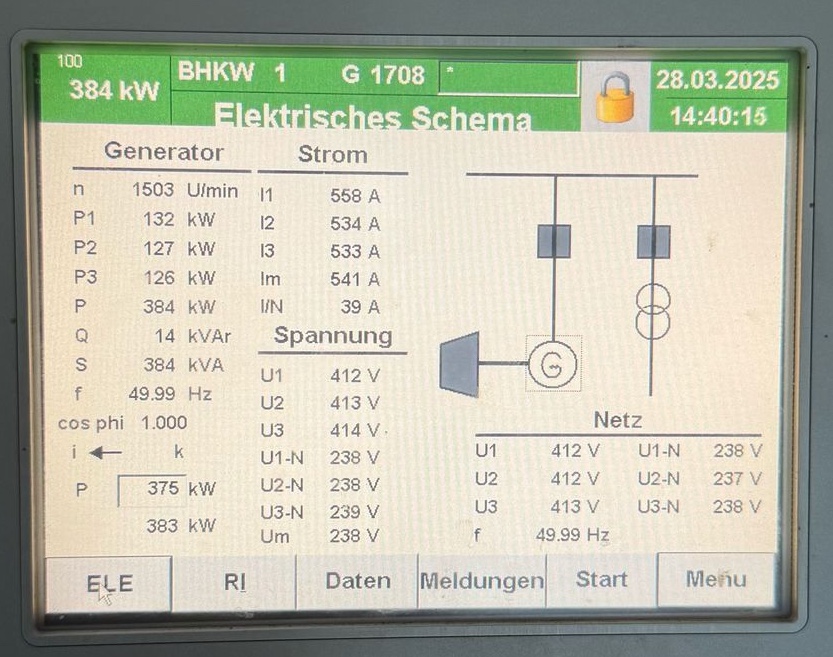 100
384 kW
BHKW 1 G 1708 *
Elektrisches Schema
28.03.2025
14:40:15
Generator
n 1503 U/min
P1 132 kW
P2 127 kW
P3 126 kW
P 384 kW
Q 14 kVAr
S 384 kVA
f 49.99 Hz
cos phi 1.000
i ← k
P 375 kW
383 kW
Strom
I1 558 A
I2 534 A
I3 533 A
Im 541 A
I/N 39 A
Spannung
U1 412 V
U2 413 V
U3 414 V
U1-N 238 V
U2-N 238 V
U3-N 239 V
Um 238 V
G
Netz
U1 412 V U1-N 238 V
U2 412 V U2-N 237 V
U3 413 V U3-N 238 V
f 49.99 Hz
ELE RI Daten Meldungen Start Menu